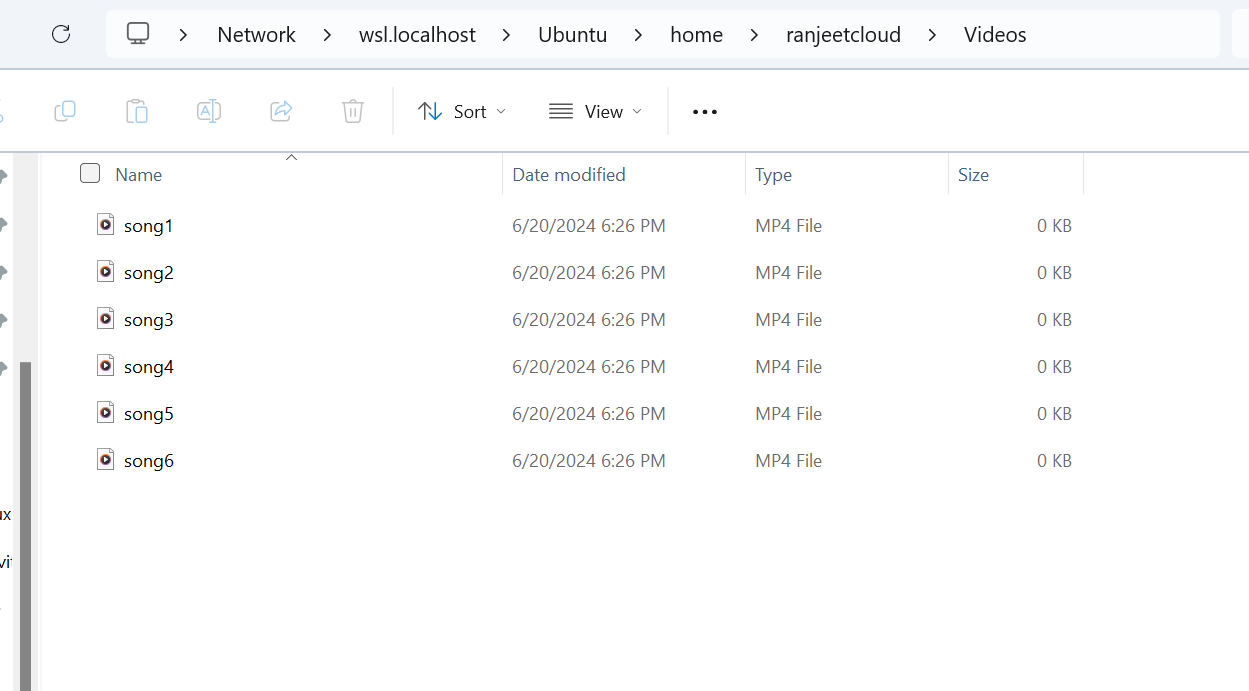 Network > wsl.localhost > Ubuntu > home > ranjeetcloud > Videos
Sort View
Name Date modified Type Size
song1 6/20/2024 6:26 PM MP4 File 0 KB
song2 6/20/2024 6:26 PM MP4 File 0 KB
song3 6/20/2024 6:26 PM MP4 File 0 KB
song4 6/20/2024 6:26 PM MP4 File 0 KB
song5 6/20/2024 6:26 PM MP4 File 0 KB
song6 6/20/2024 6:26 PM MP4 File 0 KB